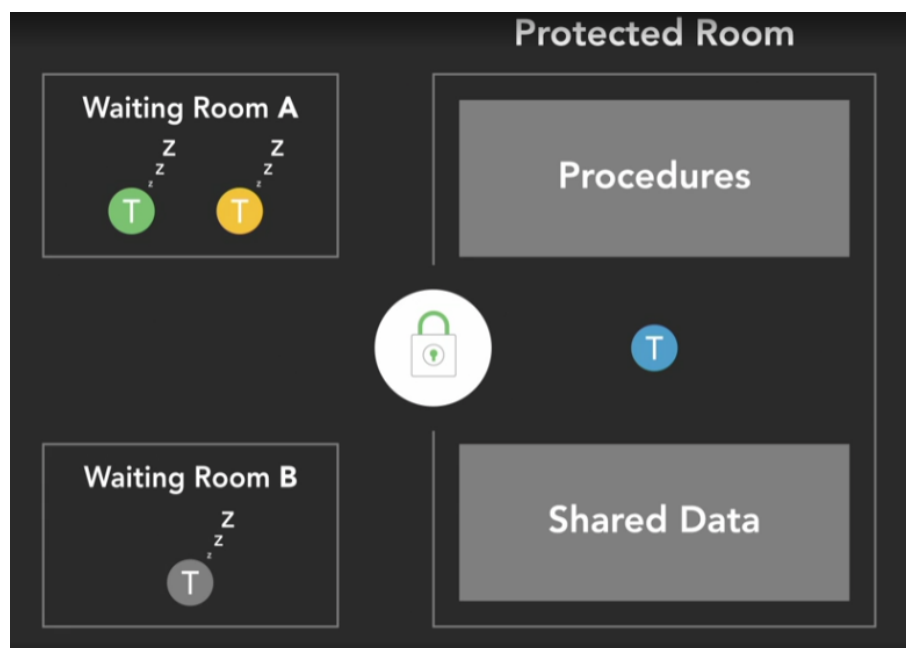 Protected Room
Waiting Room A
z z z
z z z
T
T
Procedures
T
Waiting Room B
z z z
T
Shared Data